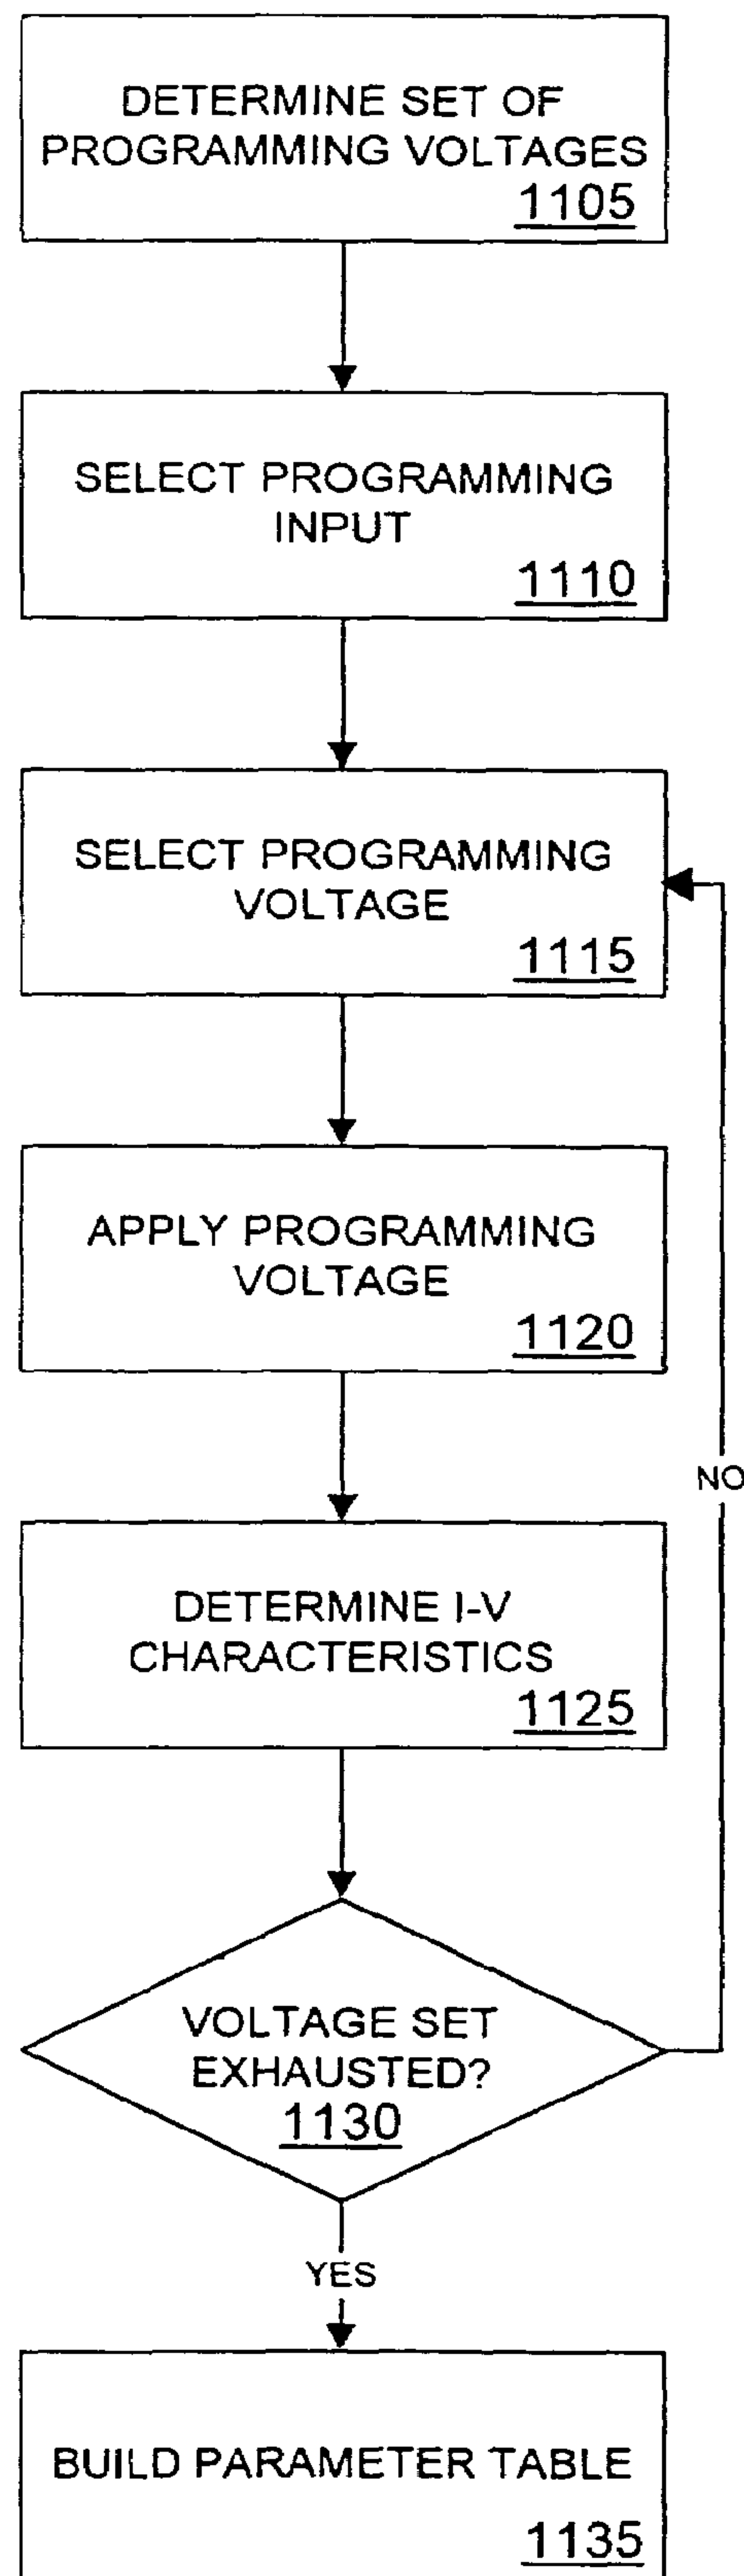 DETERMINE SET OF
PROGRAMMING VOLTAGES
1105
SELECT PROGRAMMING
INPUT
1110
SELECT PROGRAMMING
VOLTAGE
1115
APPLY PROGRAMMING
VOLTAGE
1120
NO
DETERMINE I-V
CHARACTERISTICS
1125
VOLTAGE SET
EXHAUSTED?
1130
YES
BUILD PARAMETER TABLE
1135